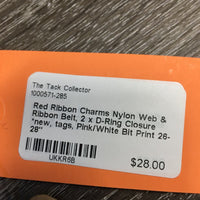 The Tack Collector
1000571-285
Red Ribbon Charms Nylon Web &
Ribbon Belt, 2 x D-Ring Closure
*new, tags, Pink/White Bit Print 26-
28"
UKKR6B
$28.00